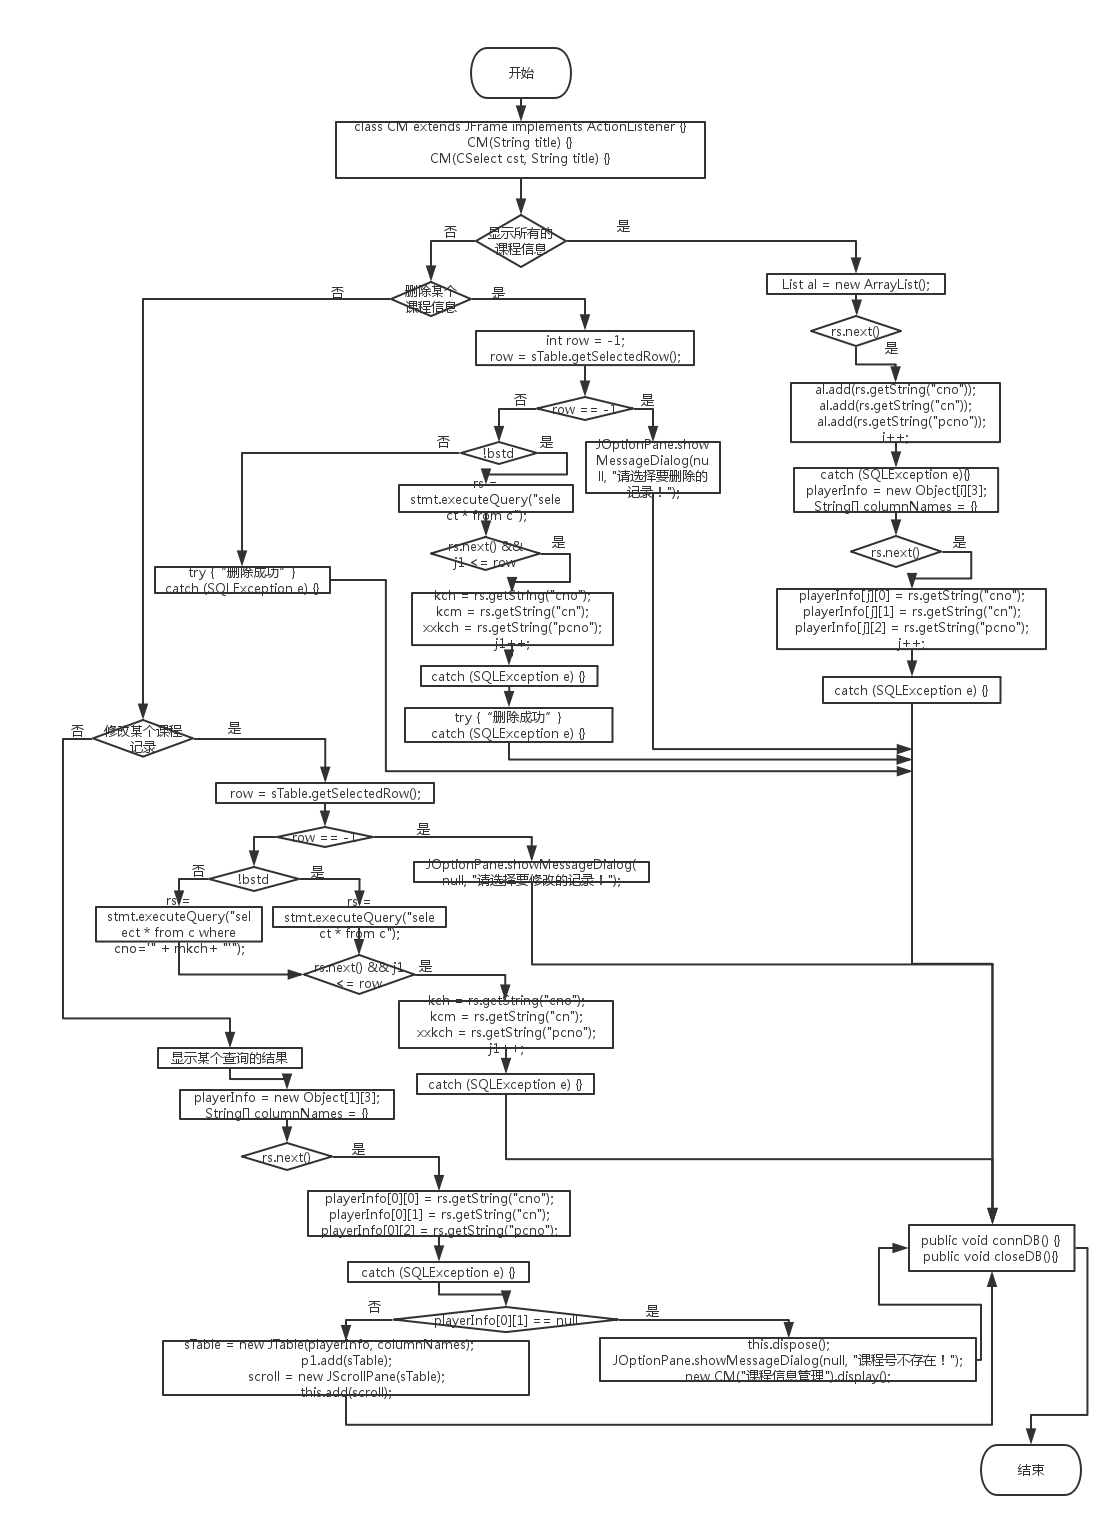 开始
class CM extends JFrame implements ActionListener {}
CM(String title) {}
CM(CSelect cst, String title) {}
显示所有的
课程信息
否
是
删除某个
课程信息
否
是
List al = new ArrayList();
rs.next()
是
int row = -1;
row = sTable.getSelectedRow();
row == -1
否
是
al.add(rs.getString("cno"));
al.add(rs.getString("cn"));
al.add(rs.getString("pcno"));
i++;
!bstd
否
是
JOptionPane.show
MessageDialog(nu
ll, "请选择要删除的
记录！");
rs =
stmt.executeQuery("sele
ct * from c");
catch (SQLException e){}
playerInfo = new Object[i][3];
String[] columnNames = {}
rs.next() &&
j1 <= row
是
rs.next()
是
try {  “删除成功”  }
catch (SQLException e) {}
kch = rs.getString("cno");
kcm = rs.getString("cn");
xxkch = rs.getString("pcno");
j1++;
playerInfo[j][0] = rs.getString("cno");
playerInfo[j][1] = rs.getString("cn");
playerInfo[j][2] = rs.getString("pcno");
j++;
catch (SQLException e) {}
catch (SQLException e) {}
try {  “删除成功”  }
catch (SQLException e) {}
修改某个课程
记录
否
是
row = sTable.getSelectedRow();
row == -1
是
JOptionPane.showMessageDialog(
null, "请选择要修改的记录！");
!bstd
否
是
rs =
stmt.executeQuery("sel
ect * from c where
cno='" + mkch+ "'");
rs =
stmt.executeQuery("sele
ct * from c");
rs.next() && j1
<= row
是
kch = rs.getString("cno");
kcm = rs.getString("cn");
xxkch = rs.getString("pcno");
j1++;
显示某个查询的结果
catch (SQLException e) {}
playerInfo = new Object[1][3];
String[] columnNames = {}
rs.next()
是
playerInfo[0][0] = rs.getString("cno");
playerInfo[0][1] = rs.getString("cn");
playerInfo[0][2] = rs.getString("pcno");
public void connDB() {}
public void closeDB(){}
catch (SQLException e) {}
playerInfo[0][1] == null
否
是
sTable = new JTable(playerInfo, columnNames);
p1.add(sTable);
scroll = new JScrollPane(sTable);
this.add(scroll);
this.dispose();
JOptionPane.showMessageDialog(null, "课程号不存在！");
new CM("课程信息管理").display();
结束